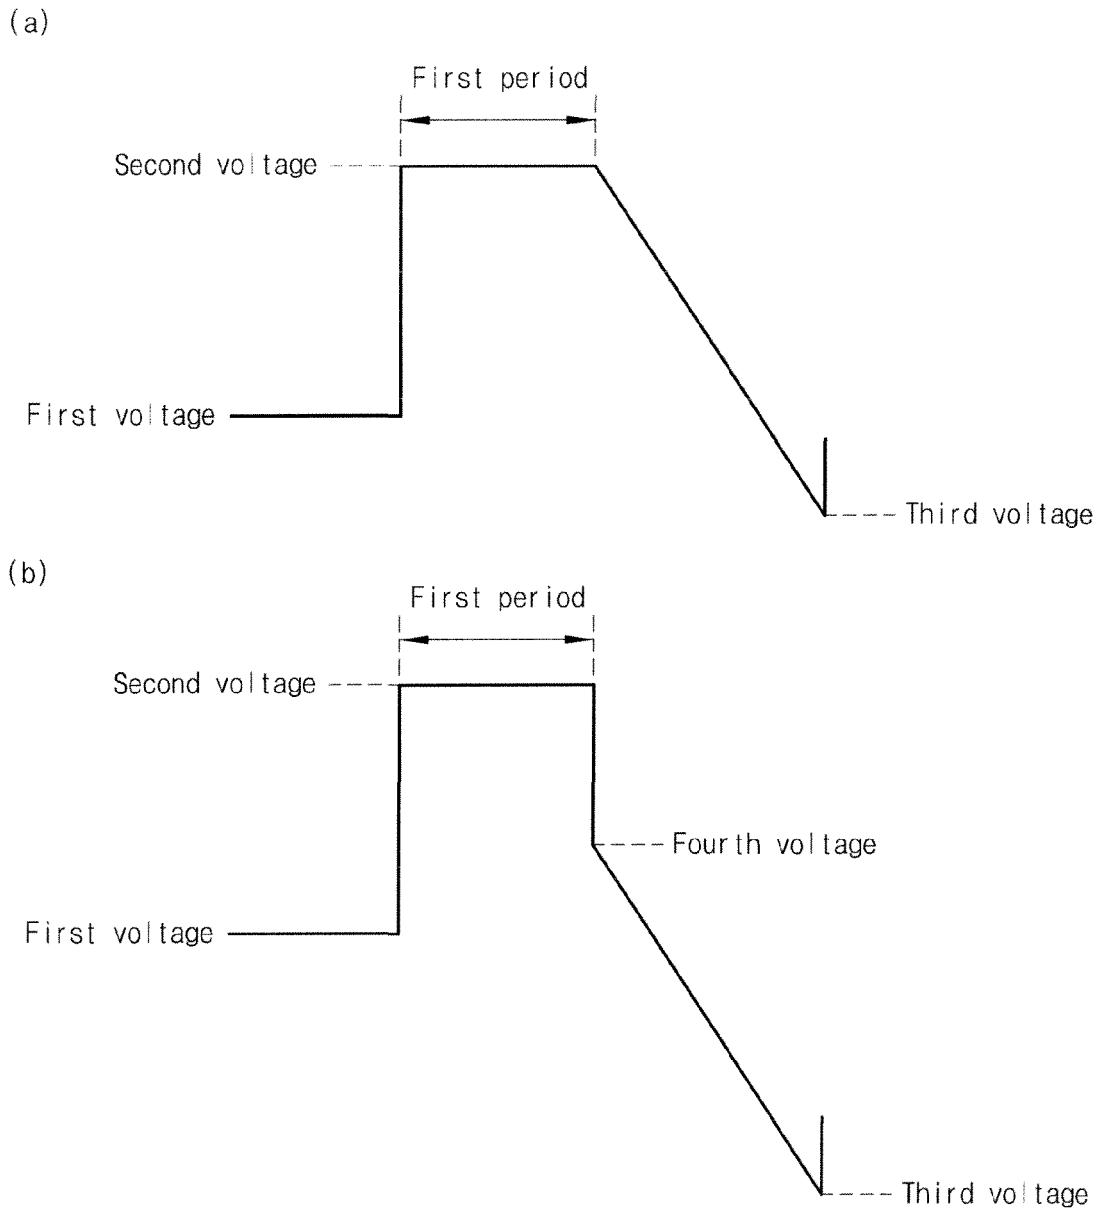 (a)
First period
Second voltage
First voltage
Third voltage
(b)
First period
Second voltage
Fourth voltage
First voltage
Third voltage